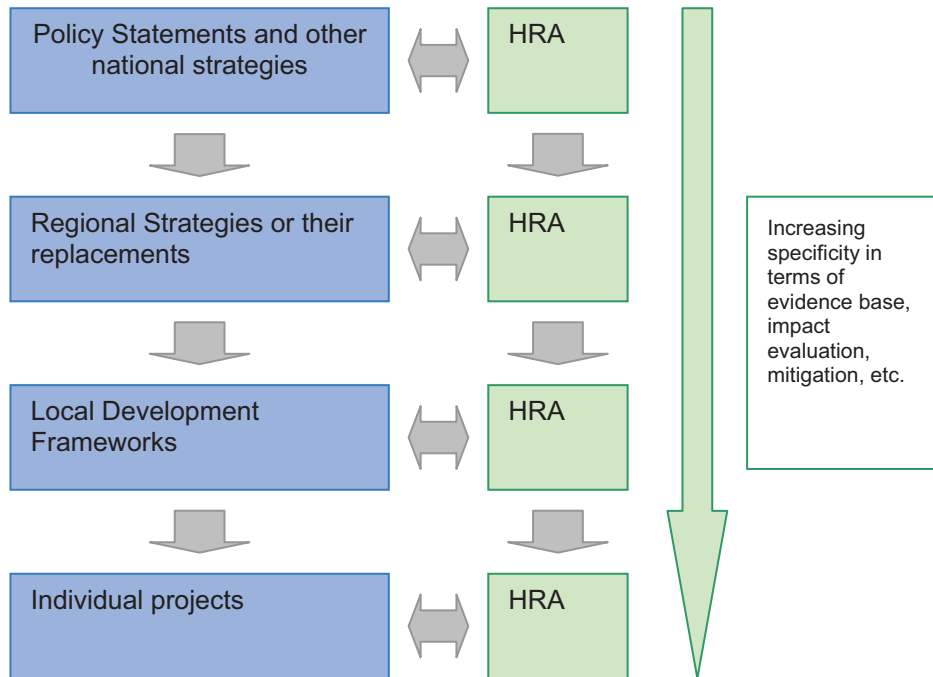 Policy Statements and other
national strategies
HRA
Regional Strategies or their
replacements
HRA
Increasing
specificity in
terms of
evidence base,
impact
evaluation,
mitigation, etc.
Local Development
Frameworks
HRA
Individual projects
HRA